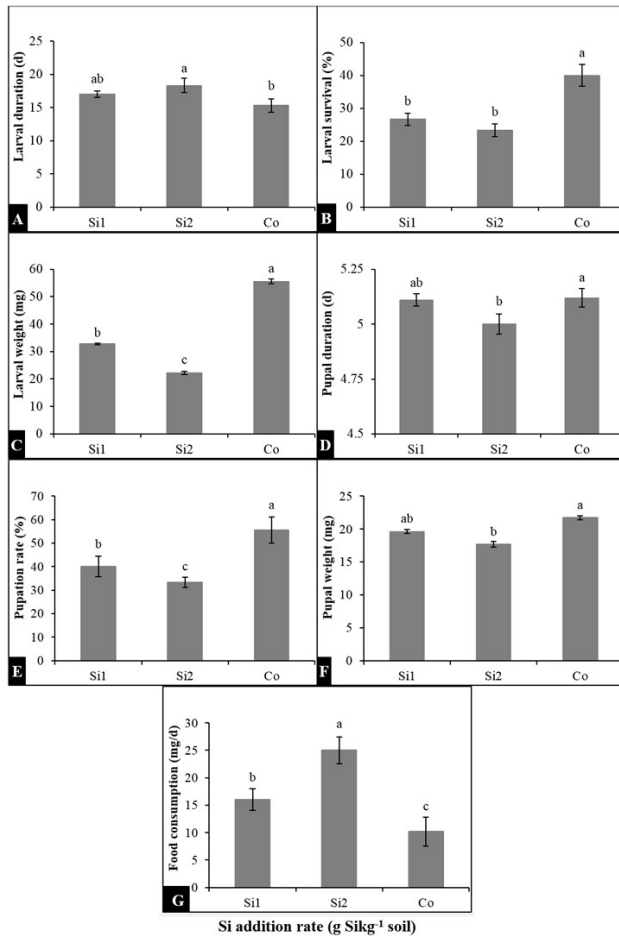 25
20
15
10
5
0
Larval duration (d)
ab
a
b
Si1 Si2 Co
A
50
40
30
20
10
0
Larval survival (%)
b
b
a
Si1 Si2 Co
B
60
50
40
30
20
10
0
Larval weight (mg)
b
c
a
Si1 Si2 Co
C
5.25
5
4.75
4.5
Pupal duration (d)
ab
b
a
Si1 Si2 Co
D
70
60
50
40
30
20
10
0
Pupation rate (%)
b
c
a
Si1 Si2 Co
E
25
20
15
10
5
0
Pupal weight (mg)
ab
b
a
Si1 Si2 Co
F
30
25
20
15
10
5
0
Food consumption (mg/d)
b
a
c
Si1 Si2 Co
G
Si addition rate (g Sikg⁻¹ soil)